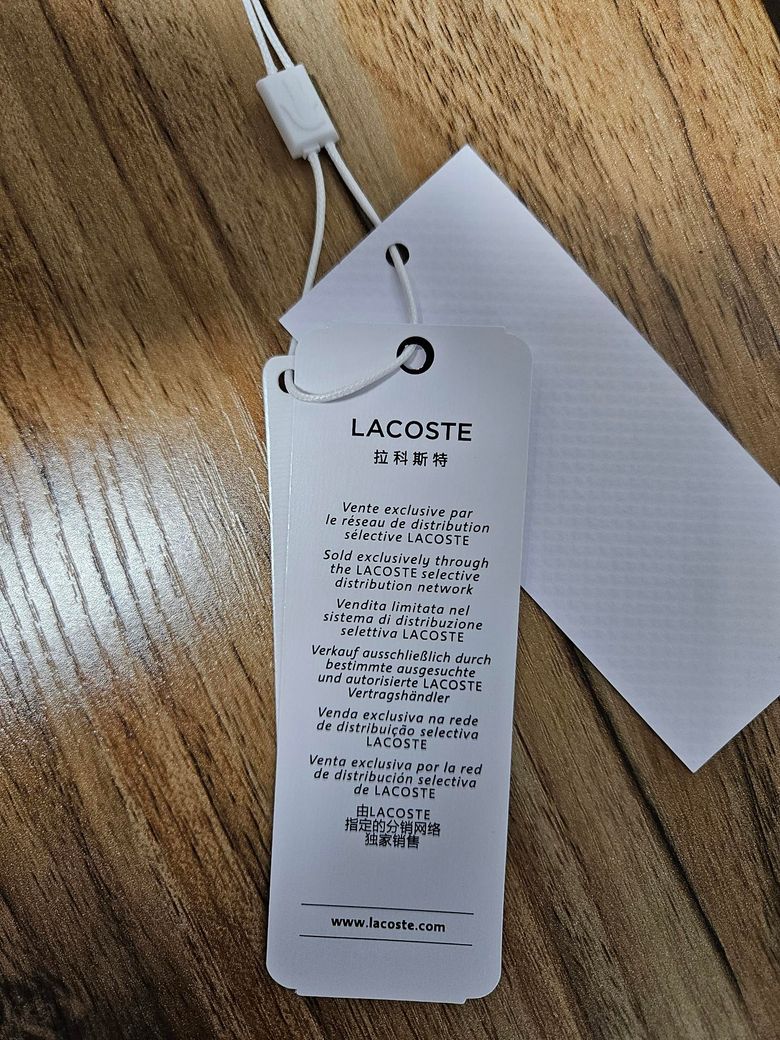 LACOSTE
拉科斯特
Vente exclusive par
le réseau de distribution
sélective LACOSTE
Sold exclusively through
the LACOSTE selective
distribution network
Vendita limitata nel
sistema di distribuzione
selettiva LACOSTE
Verkauf ausschließlich durch
bestimmte ausgesuchte
und autorisierte LACOSTE
Vertragshändler
Venda exclusiva na rede
de distribuição selectiva
LACOSTE
Venta exclusiva por la red
de distribución selectiva
de LACOSTE
由LACOSTE
指定的分销网络
独家销售
www.lacoste.com